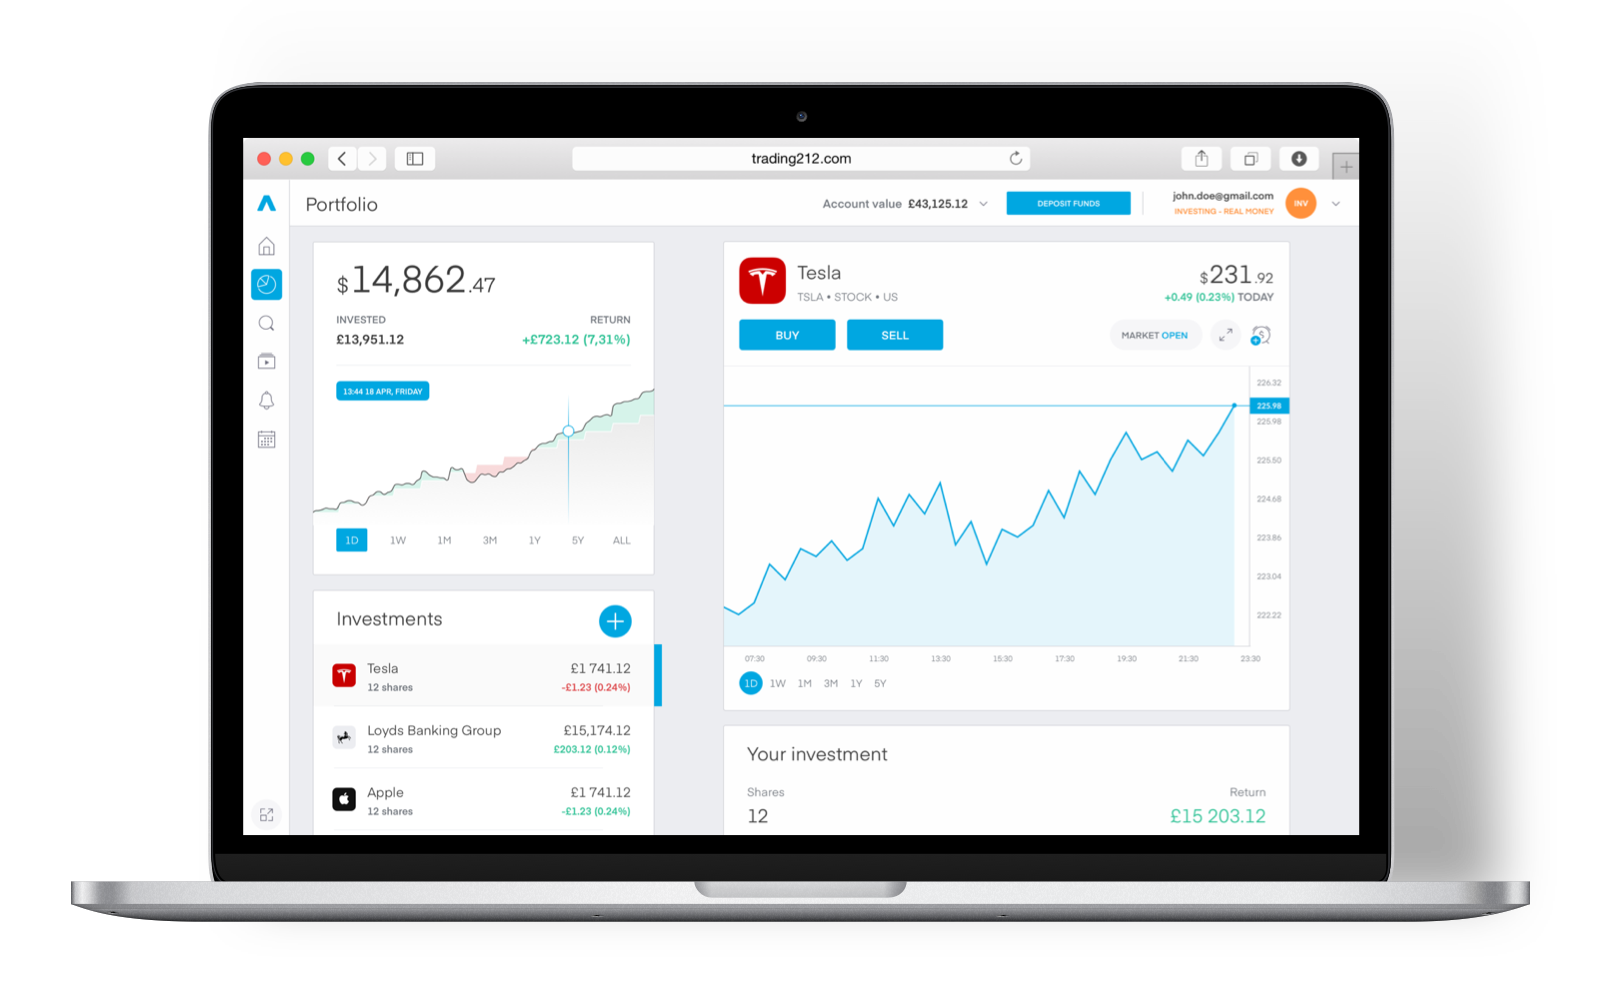 trading212.com
Portfolio
Account value £43,125.12
DEPOSIT FUNDS
john.doe@gmail.com
INVESTING - REAL MONEY
INV
$14,862.47
INVESTED
RETURN
£13,951.12
+£723.12 (7,31%)
13:44 18 APR, FRIDAY
1D 1W 1M 3M 1Y 5Y ALL
Investments
Tesla
£1 741.12
12 shares
-£1.23 (0.24%)
Loyds Banking Group
£15,174.12
12 shares
£203.12 (0.12%)
Apple
£1 741.12
12 shares
-£1.23 (0.24%)
Tesla
TSLA • STOCK • US
$231.92
+0.49 (0.23%) TODAY
BUY
SELL
MARKET OPEN
226.32
225.98
225.98
225.50
224.68
223.86
223.04
222.22
07:30 09:30 11:30 13:30 15:30 17:30 19:30 21:30 23:30
1D 1W 1M 3M 1Y 5Y
Your investment
Shares
Return
12
£15 203.12